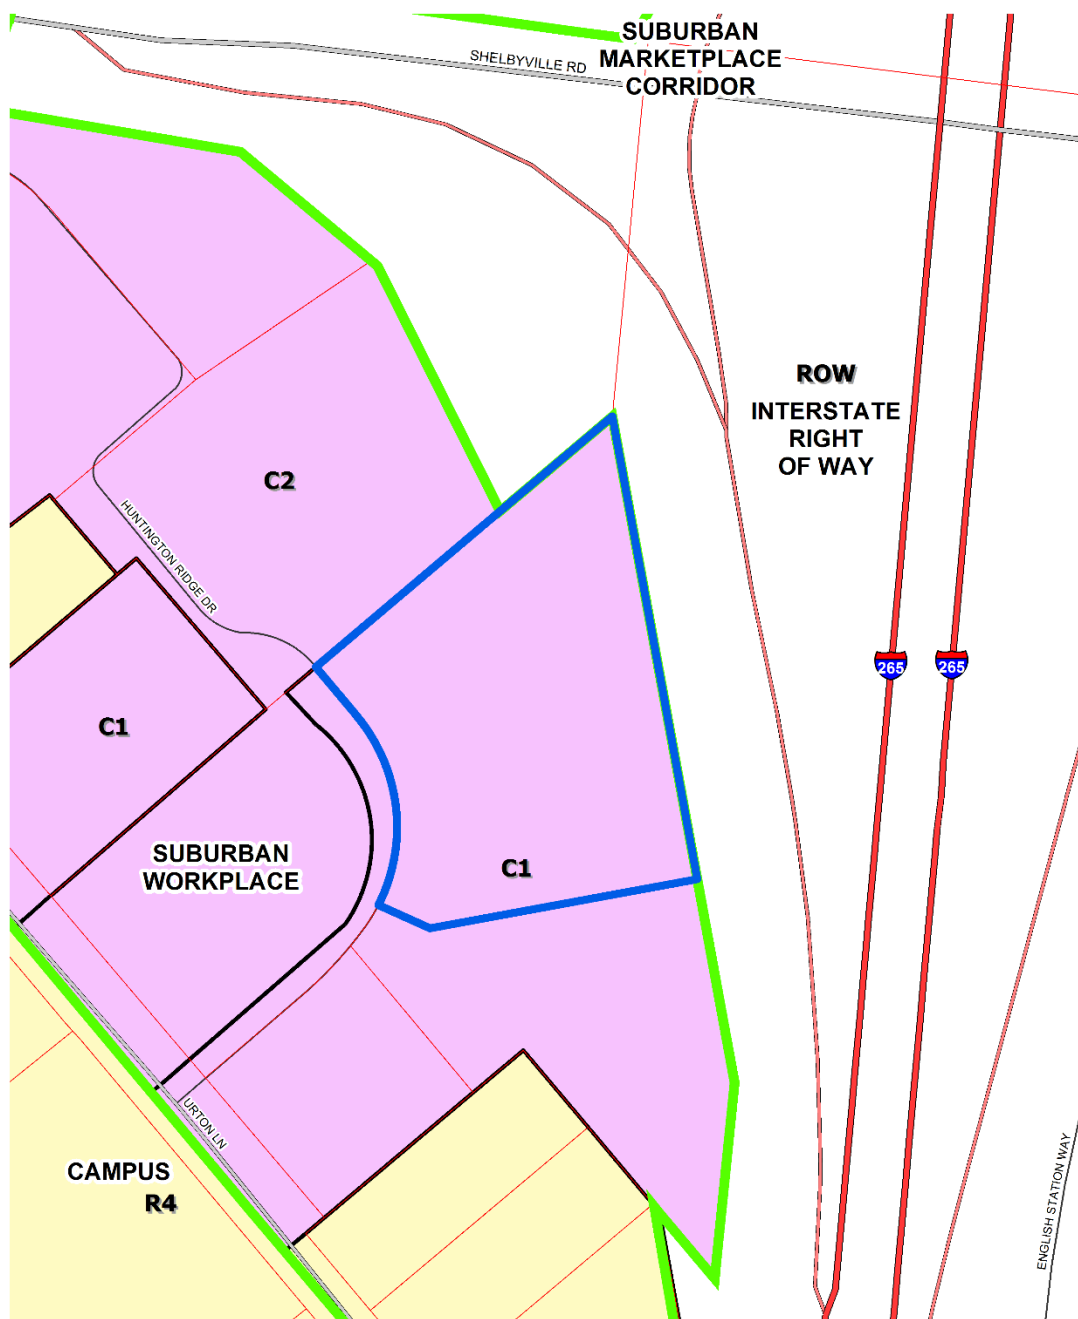 SUBURBAN
MARKETPLACE
CORRIDOR
SHELBYVILLE RD
ROW
INTERSTATE
RIGHT
OF WAY
C2
HUNTINGTON RIDGE DR
265
265
C1
SUBURBAN
WORKPLACE
C1
URTON LN
CAMPUS
R4
ENGLISH STATION WAY